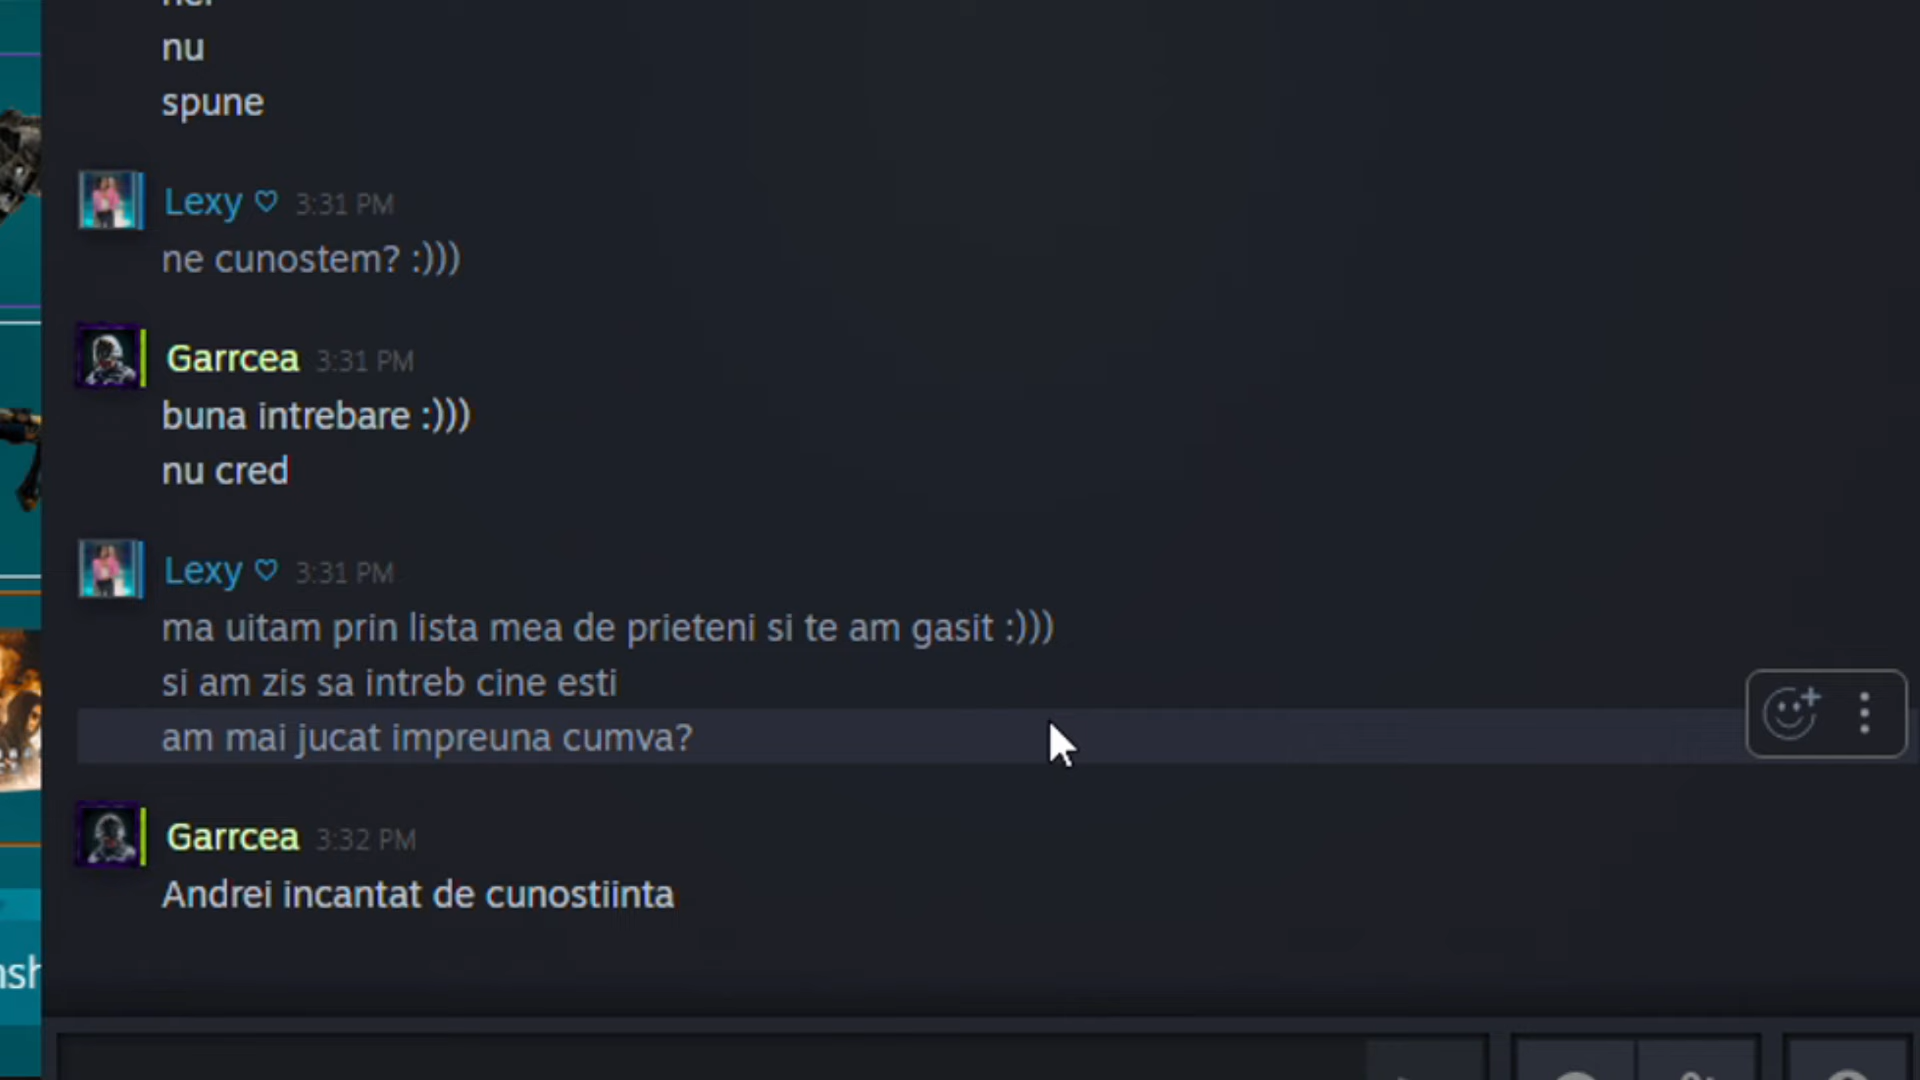 nu
spune
Lexy ♡ 3:31 PM
ne cunostem? :)))
Garrcea 3:31 PM
buna intrebare :)))
nu cred
Lexy ♡ 3:31 PM
ma uitam prin lista mea de prieteni si te am gasit :)))
si am zis sa intreb cine esti
am mai jucat impreuna cumva?
Garrcea 3:32 PM
Andrei incantat de cunostiinta